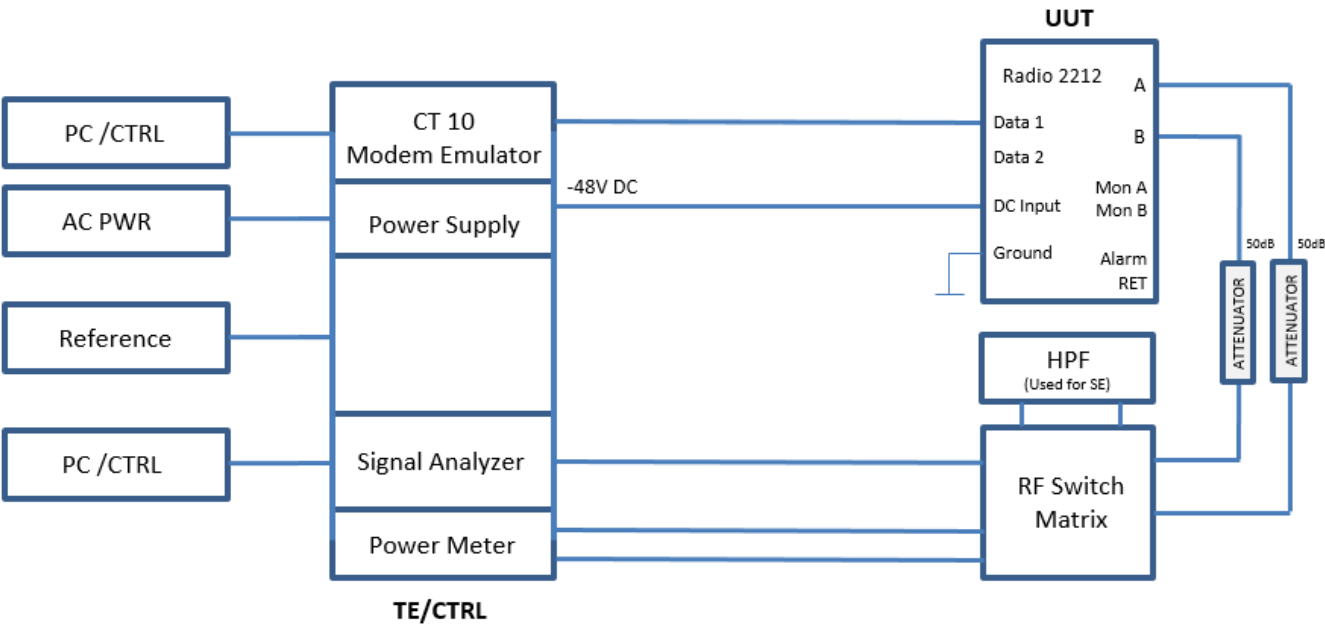 UUT
Radio 2212
A
Data 1
B
Data 2
Mon A
DC Input
Mon B
Ground
Alarm
RET
PC /CTRL
CT 10
Modem Emulator
-48V DC
AC PWR
Power Supply
50dB
50dB
ATTENUATOR
ATTENUATOR
Reference
HPF
(Used for SE)
PC /CTRL
Signal Analyzer
RF Switch
Matrix
Power Meter
TE/CTRL